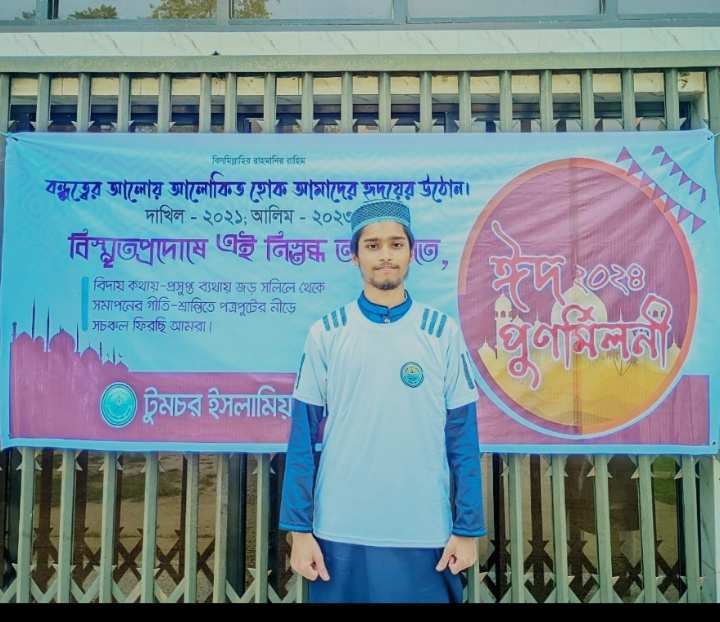 বিসমিল্লাহির রাহমানির রাহিম
বন্ধুত্বের আলোয় আলোকিত হোক আমাদের হৃদয়ের উঠোন।
দাখিল - ২০২১; আলিম - ২০২৩
বিস্মৃতপ্রদোষে এই নিস্তব্ধ
বিদায় কথায়-প্রসুপ্ত ব্যথায় জড় সলিলে থেকে
সমাপনের গীতি-শ্রান্তিতে পত্রপুটের নীড়ে
সচকল ফিরছি আমরা।
টুমচর ইসলামিয়
ঈদ ২০২৪
পুণর্মিলনী